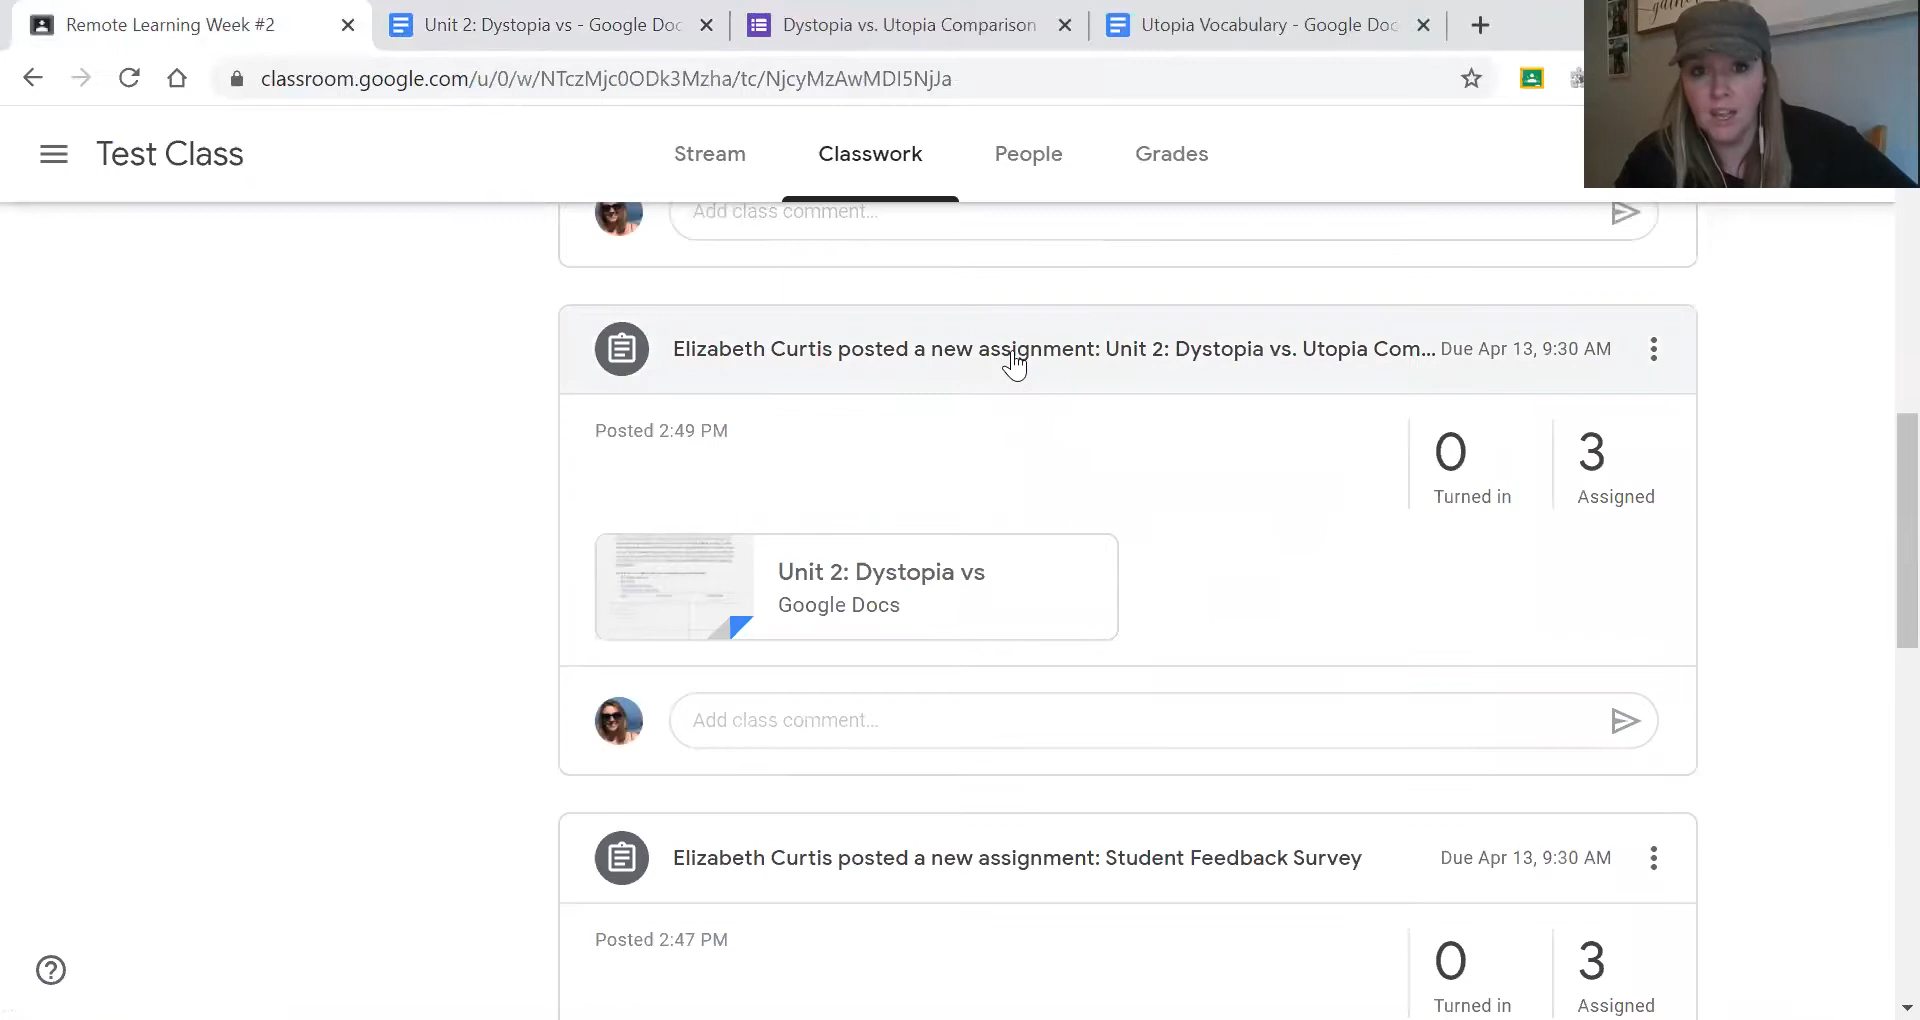 Remote Learning Week #2
Unit 2: Dystopia vs - Google Doc
Dystopia vs. Utopia Comparison
Utopia Vocabulary - Google Doc
classroom.google.com/u/0/w/NTczMjc0ODk3Mzha/tc/NjcyMzAwMDI5NjJa
gather
Test Class
Stream
Classwork
People
Grades
Add class comment...
Elizabeth Curtis posted a new assignment: Unit 2: Dystopia vs. Utopia Com... Due Apr 13, 9:30 AM
Posted 2:49 PM
0
Turned in
3
Assigned
Unit 2: Dystopia vs
Google Docs
Add class comment...
Elizabeth Curtis posted a new assignment: Student Feedback Survey Due Apr 13, 9:30 AM
Posted 2:47 PM
0
Turned in
3
Assigned